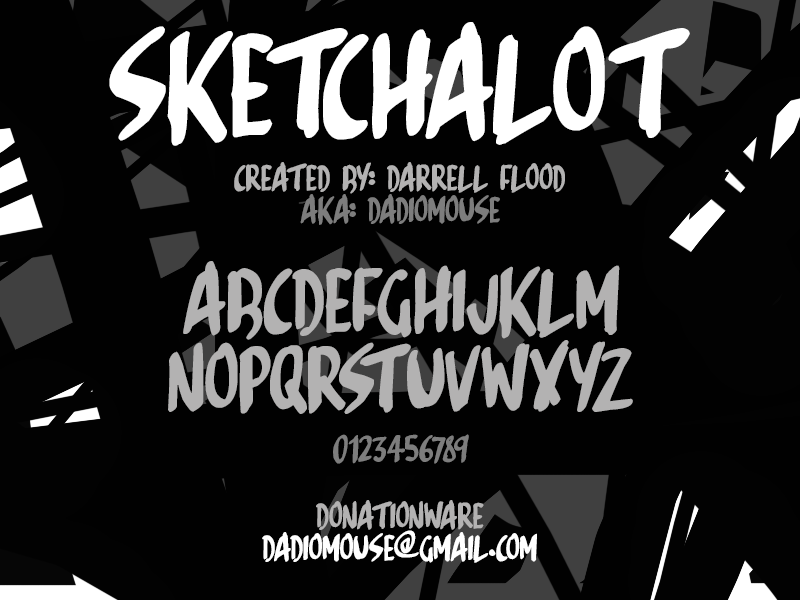 SKETCHALOT
CREATED BY: DARRELL FLOOD
AKA: DADIOMOUSE
ABCDEFGHIJKLM
NOPQRSTUVWXYZ
0123456789
DONATIONWARE
DADIOMOUSE@GMAIL.COM